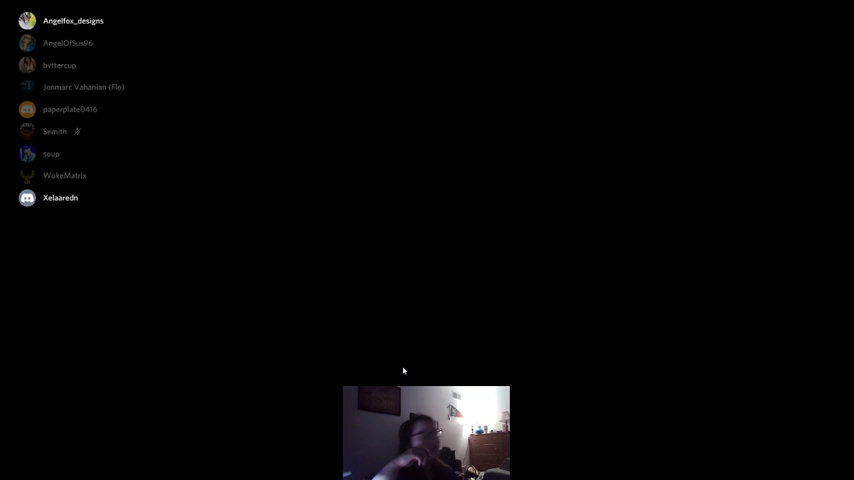 Angelfox_designs
AngelOfSus96
bvttercup
Jonmarc Vahanian (Flo)
paperplate0416
Semith
soup
WokeMatrix
Xelaaredn